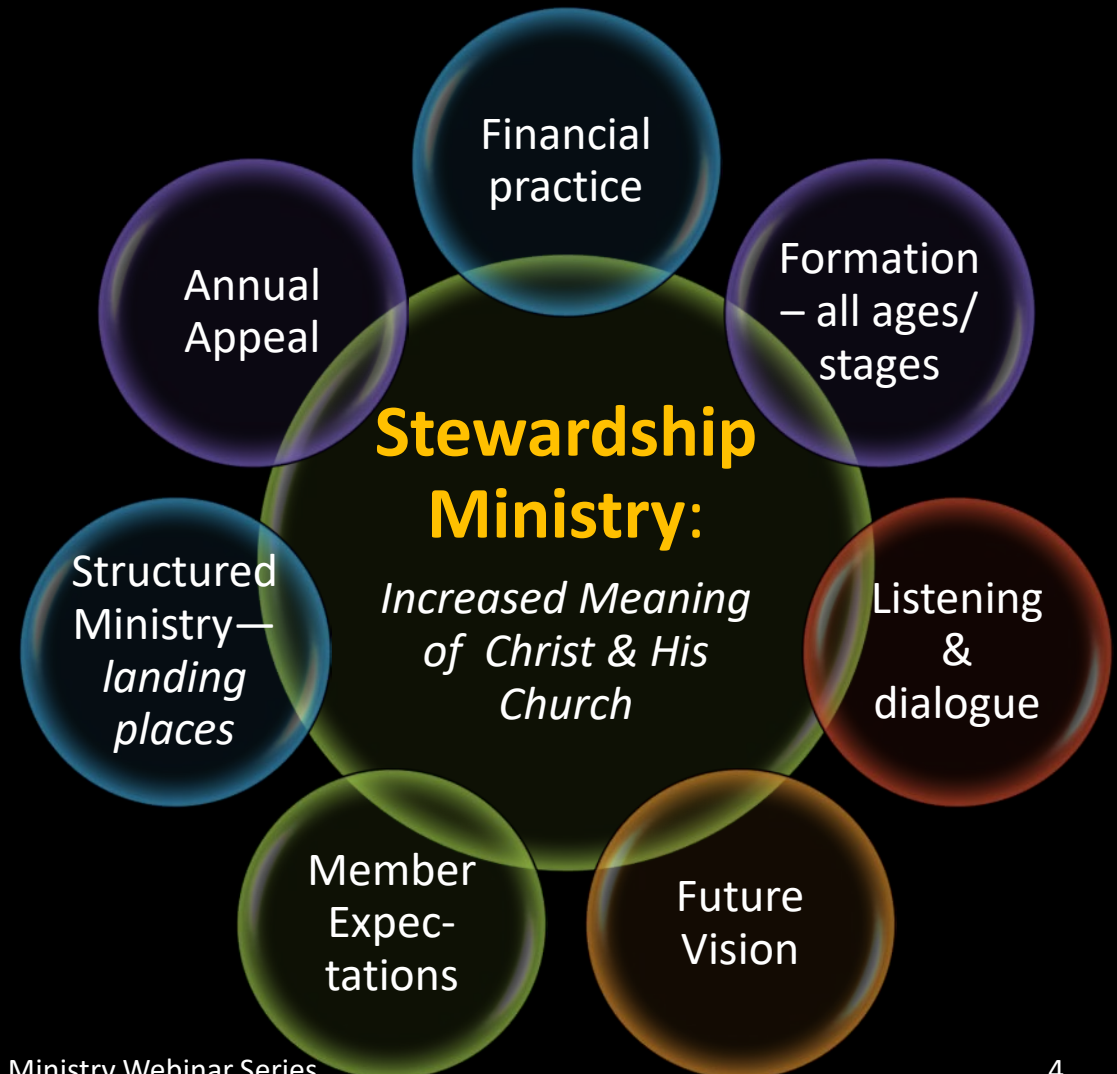 Financial
practice
Formation
– all ages/
stages
Listening
&
dialogue
Future
Vision
Member
Expec-
tations
Structured
Ministry—
landing
places
Annual
Appeal
Stewardship
Ministry:
Increased Meaning
of Christ & His
Church
Ministry Webinar Series
4